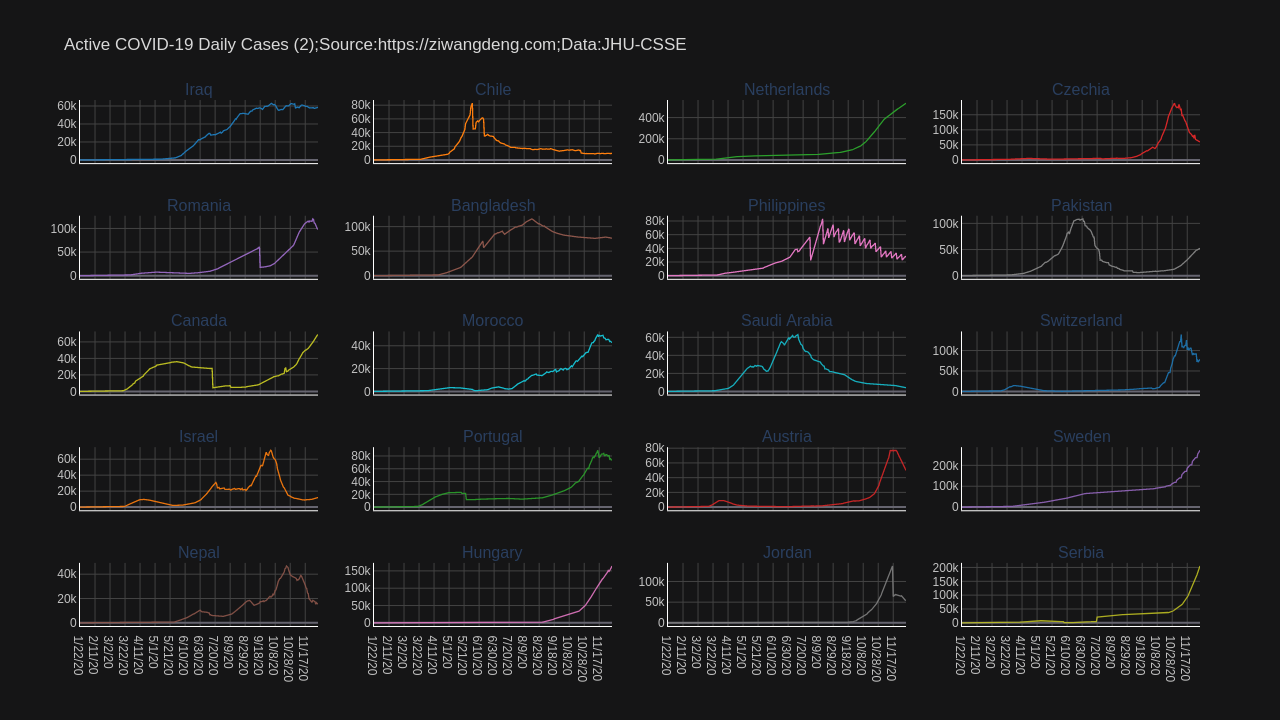 Active COVID-19 Daily Cases (2);Source:https://ziwangdeng.com;Data:JHU-CSSE
Iraq
60k
40k
20k
0
Chile
80k
60k
40k
20k
0
Netherlands
400k
200k
0
Czechia
150k
100k
50k
0
Romania
100k
50k
0
Bangladesh
100k
50k
0
Philippines
80k
60k
40k
20k
0
Pakistan
100k
50k
0
Canada
60k
40k
20k
0
Morocco
40k
20k
0
Saudi Arabia
60k
40k
20k
0
Switzerland
100k
50k
0
Israel
60k
40k
20k
0
Portugal
80k
60k
40k
20k
0
Austria
80k
60k
40k
20k
0
Sweden
200k
100k
0
Nepal
40k
20k
0
1/22/20
2/11/20
3/2/20
3/22/20
4/11/20
5/1/20
5/21/20
6/10/20
6/30/20
7/20/20
8/9/20
8/29/20
9/18/20
10/8/20
10/28/20
11/17/20
Hungary
150k
100k
50k
0
1/22/20
2/11/20
3/2/20
3/22/20
4/11/20
5/1/20
5/21/20
6/10/20
6/30/20
7/20/20
8/9/20
8/29/20
9/18/20
10/8/20
10/28/20
11/17/20
Jordan
100k
50k
0
1/22/20
2/11/20
3/2/20
3/22/20
4/11/20
5/1/20
5/21/20
6/10/20
6/30/20
7/20/20
8/9/20
8/29/20
9/18/20
10/8/20
10/28/20
11/17/20
Serbia
200k
150k
100k
50k
0
1/22/20
2/11/20
3/2/20
3/22/20
4/11/20
5/1/20
5/21/20
6/10/20
6/30/20
7/20/20
8/9/20
8/29/20
9/18/20
10/8/20
10/28/20
11/17/20